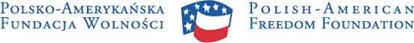 Polsko-Amerykańska
Fundacja Wolności
Polish-American
Freedom Foundation